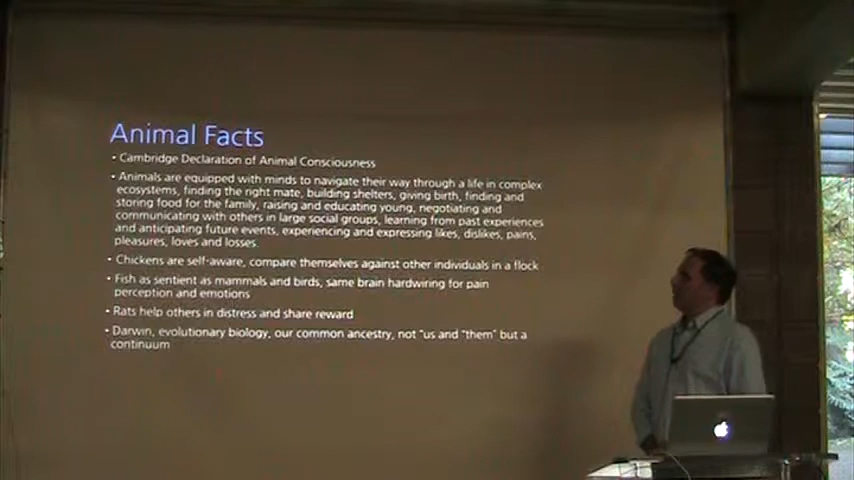 Animal Facts
• Cambridge Declaration of Animal Consciousness
• Animals are equipped with minds to navigate their way through a life in complex
ecosystems, finding the right mate, building shelters, giving birth, finding and
storing food for the family, raising and educating young, negotiating and
communicating with others in large social groups, learning from past experiences
and anticipating future events, experiencing and expressing likes, dislikes, pains,
pleasures, loves and losses.
• Chickens are self-aware, compare themselves against other individuals in a flock
• Fish as sentient as mammals and birds, same brain hardwiring for pain
perception and emotions
• Rats help others in distress and share reward
• Darwin, evolutionary biology, our common ancestry, not "us and "them" but a
continuum